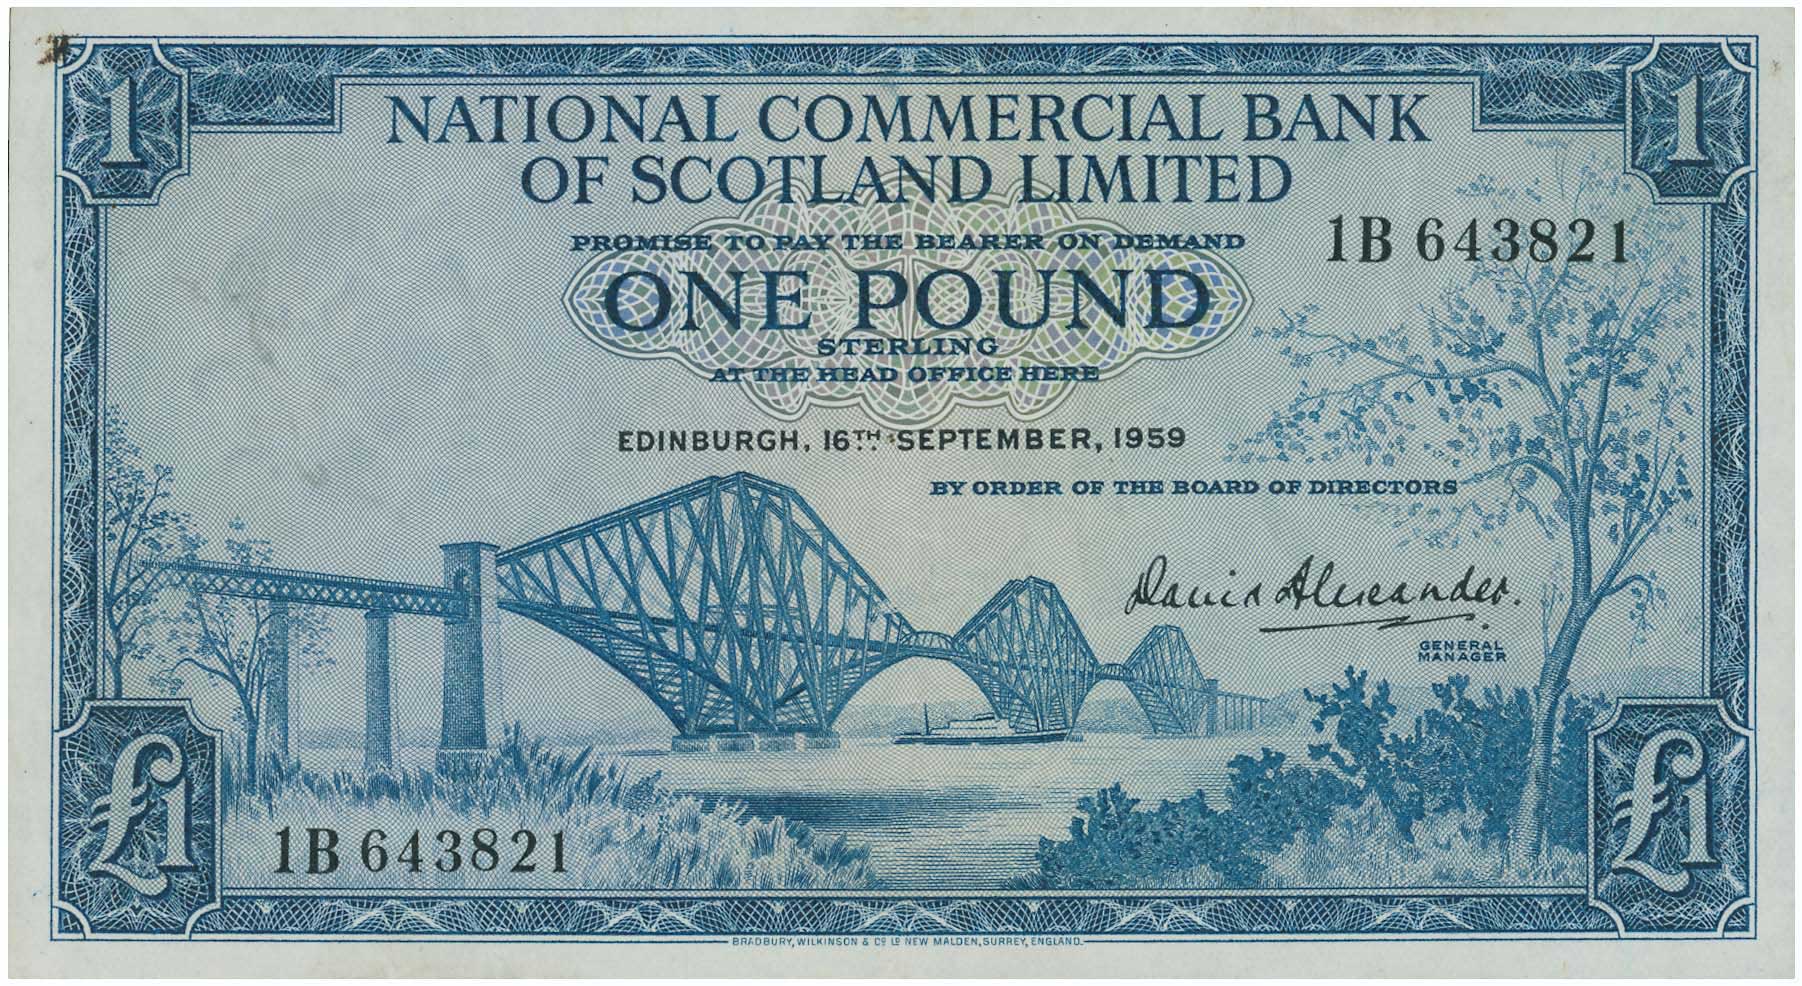 1
1
NATIONAL COMMERCIAL BANK
OF SCOTLAND LIMITED
1B 643821
PROMISE TO PAY THE BEARER ON DEMAND
ONE POUND
STERLING
AT THE HEAD OFFICE HERE
EDINBURGH, 16TH SEPTEMBER, 1959
BY ORDER OF THE BOARD OF DIRECTORS
David Alexander.
GENERAL
MANAGER
£1
£1
1B 643821
BRADBURY, WILKINSON & Co Ld NEW MALDEN, SURREY, ENGLAND.